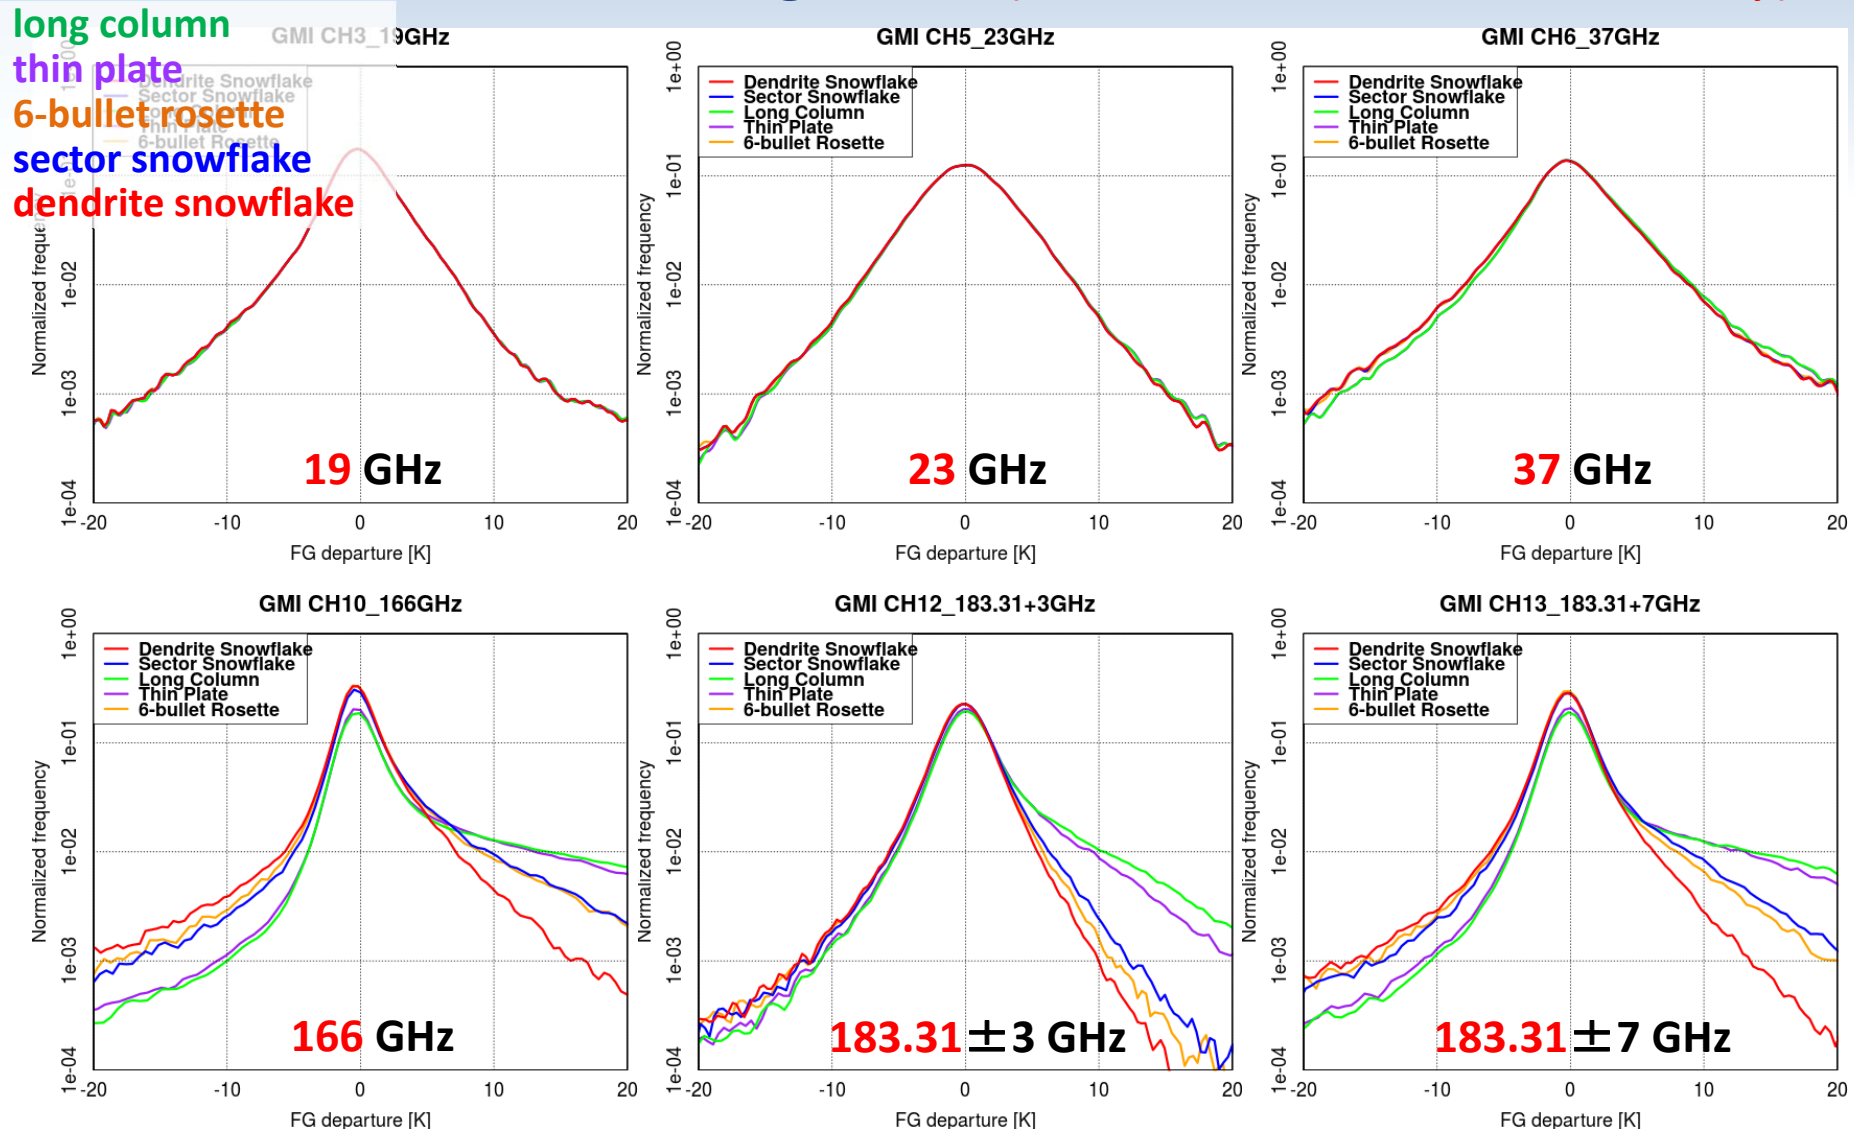 long column
thin plate
6-bullet rosette
sector snowflake
dendrite snowflake
GMI CH3_19GHz
Dendrite Snowflake
Sector Snowflake
Thin Plate
6-bullet Rosette
Normalized frequency
1e-02
1e-03
1e-04
-20 -10 0 10 20
FG departure [K]
19 GHz
GMI CH5_23GHz
Dendrite Snowflake
Sector Snowflake
Long Column
Thin Plate
6-bullet Rosette
Normalized frequency
1e+00
1e-01
1e-02
1e-03
1e-04
-20 -10 0 10 20
FG departure [K]
23 GHz
GMI CH6_37GHz
Dendrite Snowflake
Sector Snowflake
Long Column
Thin Plate
6-bullet Rosette
Normalized frequency
1e+00
1e-01
1e-02
1e-03
1e-04
-20 -10 0 10 20
FG departure [K]
37 GHz
GMI CH10_166GHz
Dendrite Snowflake
Sector Snowflake
Long Column
Thin Plate
6-bullet Rosette
Normalized frequency
1e+00
1e-01
1e-02
1e-03
1e-04
-20 -10 0 10 20
FG departure [K]
166 GHz
GMI CH12_183.31+3GHz
Dendrite Snowflake
Sector Snowflake
Long Column
Thin Plate
6-bullet Rosette
Normalized frequency
1e+00
1e-01
1e-02
1e-03
1e-04
-20 -10 0 10 20
FG departure [K]
183.31±3 GHz
GMI CH13_183.31+7GHz
Dendrite Snowflake
Sector Snowflake
Long Column
Thin Plate
6-bullet Rosette
Normalized frequency
1e+00
1e-01
1e-02
1e-03
1e-04
-20 -10 0 10 20
FG departure [K]
183.31±7 GHz